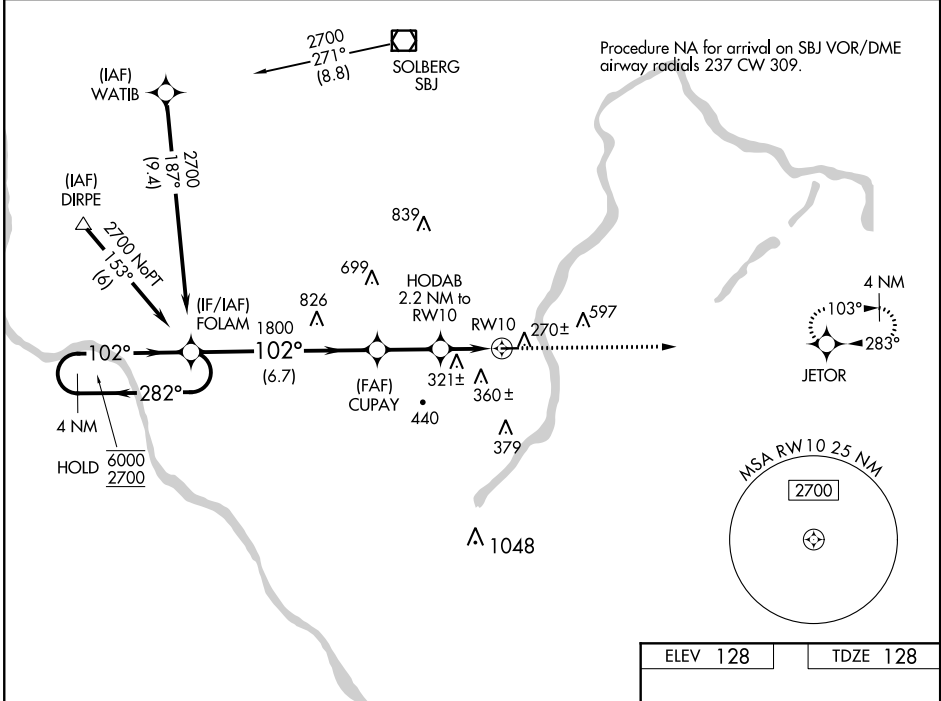 2700
271°
(8.8)
SOLBERG
SBJ
Procedure NA for arrival on SBJ VOR/DME
airway radials 237 CW 309.
(IAF)
WATIB
2700
187°
(9.4)
(IAF)
DIRPE
2700 NoPT
153°
(6)
839
699
826
HODAB
2.2 NM to
RW10
(IF/IAF)
FOLAM
1800
102°
(6.7)
RW10
270±
597
4 NM
103°
283°
JETOR
102°
282°
4 NM
HOLD
6000
2700
(FAF)
CUPAY
321±
360±
440
379
1048
MSA RW10 25 NM
2700
ELEV 128
TDZE 128